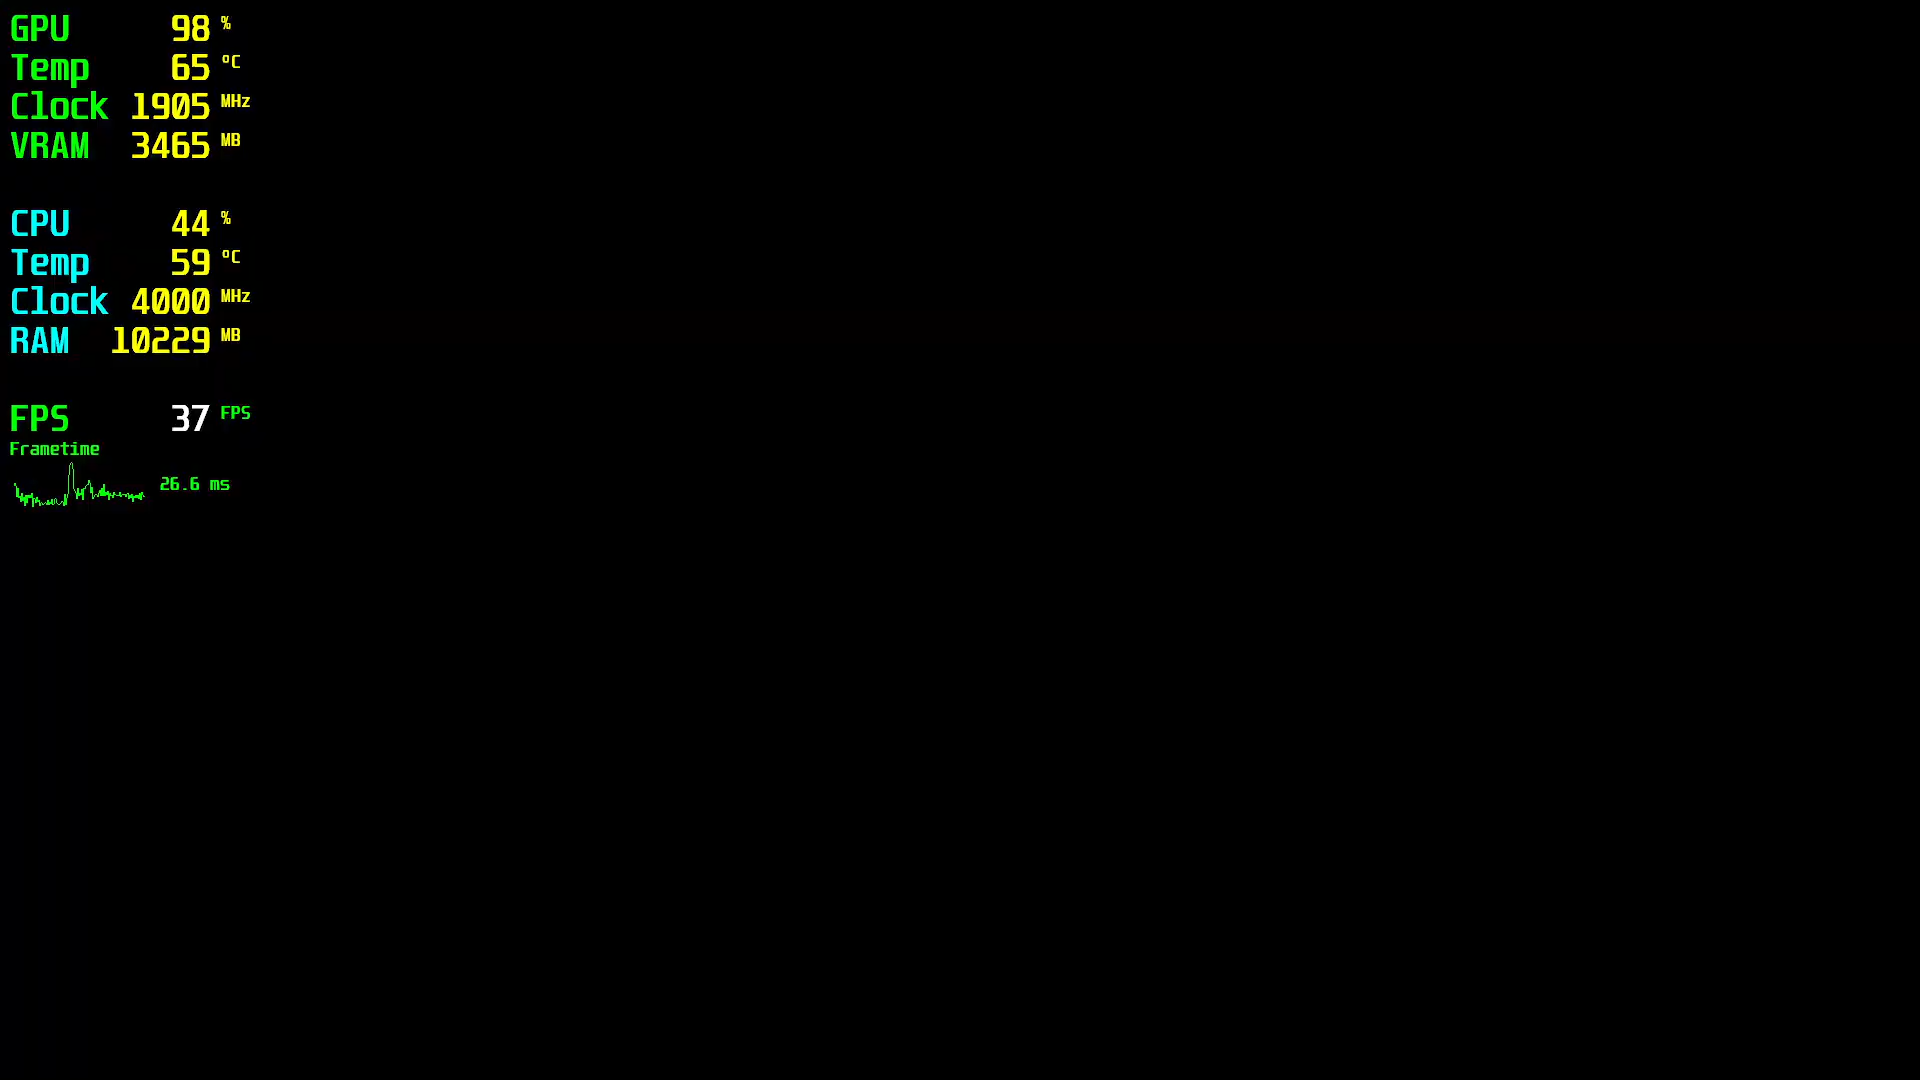 GPU 98 %
Temp 65 °C
Clock 1905 MHz
VRAM 3465 MB
CPU 44 %
Temp 59 °C
Clock 4000 MHz
RAM 10229 MB
FPS 37 FPS
Frametime
26.6 ms